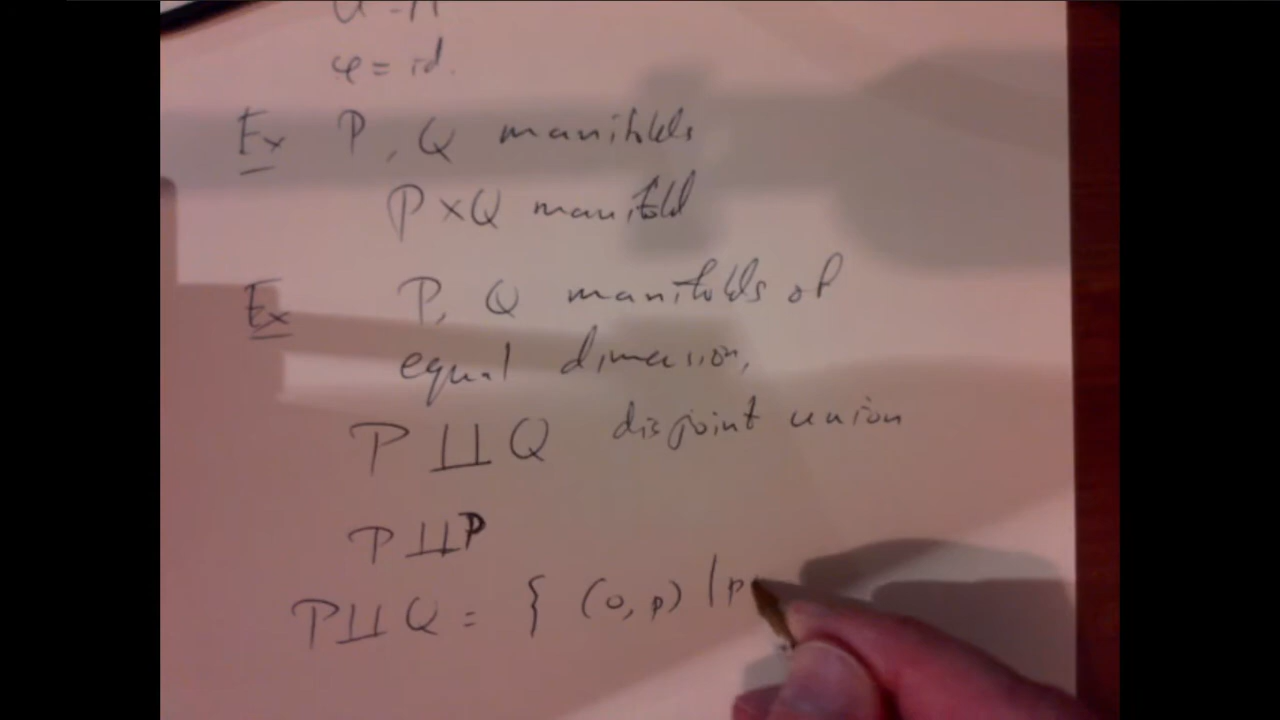 φ = id.
Ex P, Q manifolds
P × Q manifold
Ex P, Q manifolds of
equal dimension,
P ⨿ Q disjoint union
P ⨿ P
P ⨿ Q = { (0, p) | p